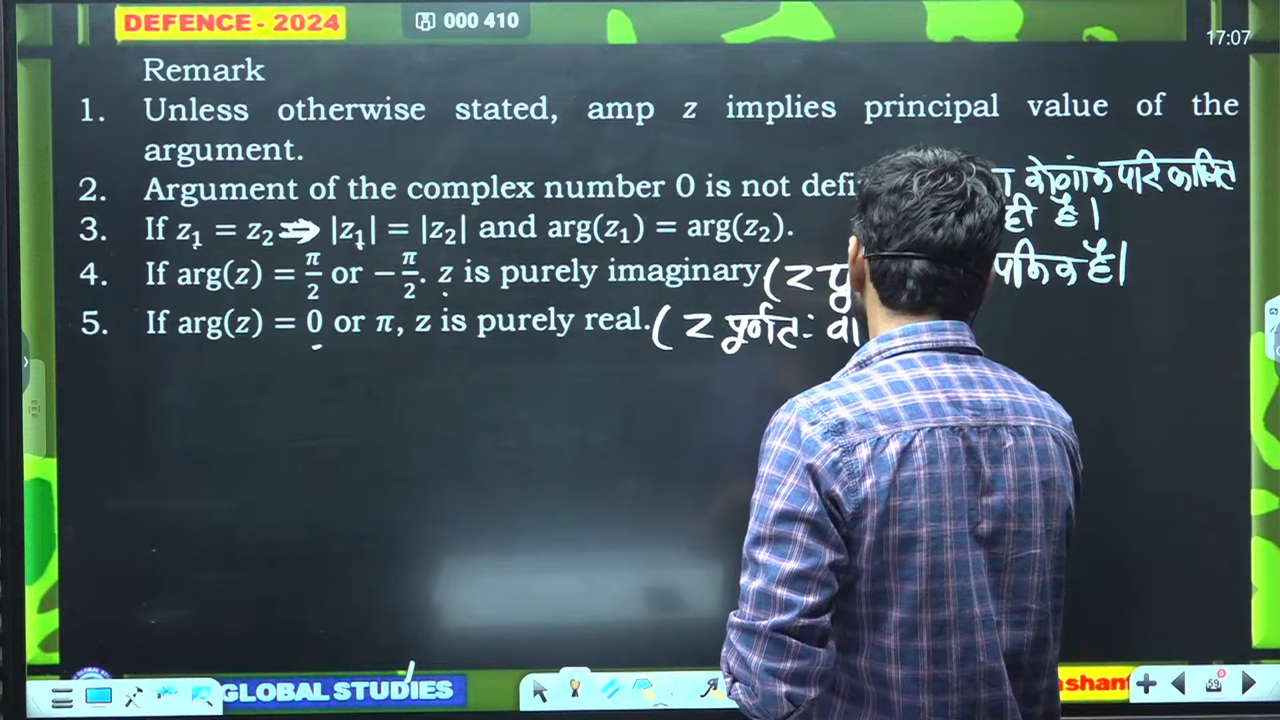 DEFENCE - 2024
000 410
17:07
Remark
1. Unless otherwise stated, amp z implies principal value of the
argument.
2. Argument of the complex number 0 is not defi कोणांक परिभाषित
ही है।
3. If z₁ = z₂ ⇒ |z₁| = |z₂| and arg(z₁) = arg(z₂).
4. If arg(z) = π/2 or −π/2. z is purely imaginary (z है।
5. If arg(z) = 0 or π, z is purely real. (z पूर्णतः वा
GLOBAL STUDIES
59